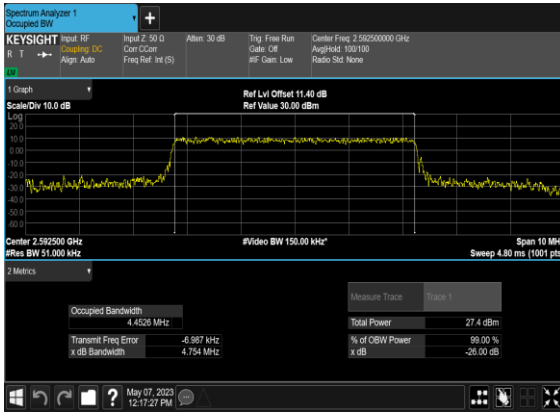 Spectrum Analyzer 1
Occupied BW
+
KEYSIGHT Input: RF Input Z: 50 Ω Atten: 30 dB Trig: Free Run Center Freq: 2.592500000 GHz
R T Coupling: DC Corr CCorr Gate: Off Avg|Hold: 100/100
Align: Auto Freq Ref: Int (S) #IF Gain: Low Radio Std: None
LW
1 Graph
Ref Lvl Offset 11.40 dB
Scale/Div 10.0 dB Ref Value 30.00 dBm
Log
20.0
10.0
0.00
-10.0
-20.0
-30.0
-40.0
-50.0
-60.0
Center 2.592500 GHz #Video BW 150.00 kHz* Span 10 MH
#Res BW 51.000 kHz Sweep 4.80 ms (1001 pts
2 Metrics
Measure Trace Trace 1
Occupied Bandwidth
4.4526 MHz Total Power 27.4 dBm
Transmit Freq Error -6.987 kHz % of OBW Power 99.00 %
x dB Bandwidth 4.754 MHz x dB -26.00 dB
? May 07, 2023
12:17:27 PM